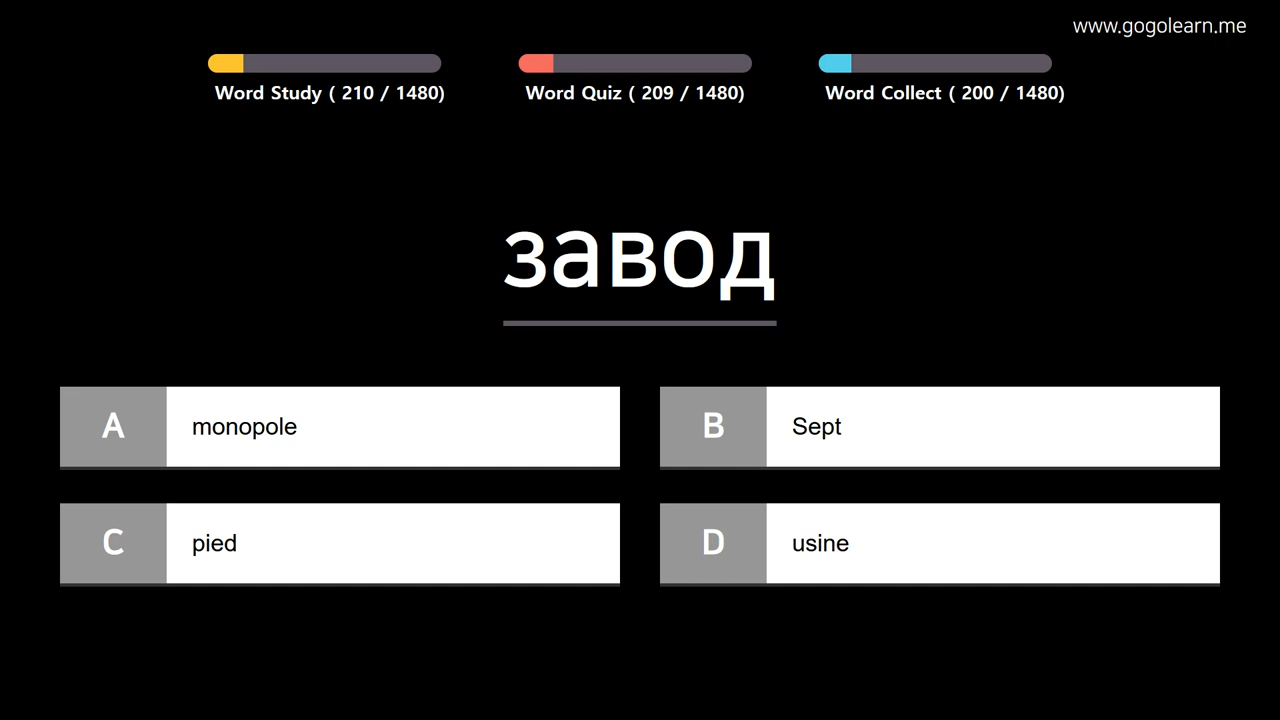 www.gogolearn.me
Word Study ( 210 / 1480)
Word Quiz ( 209 / 1480)
Word Collect ( 200 / 1480)
завод
A monopole
B Sept
C pied
D usine